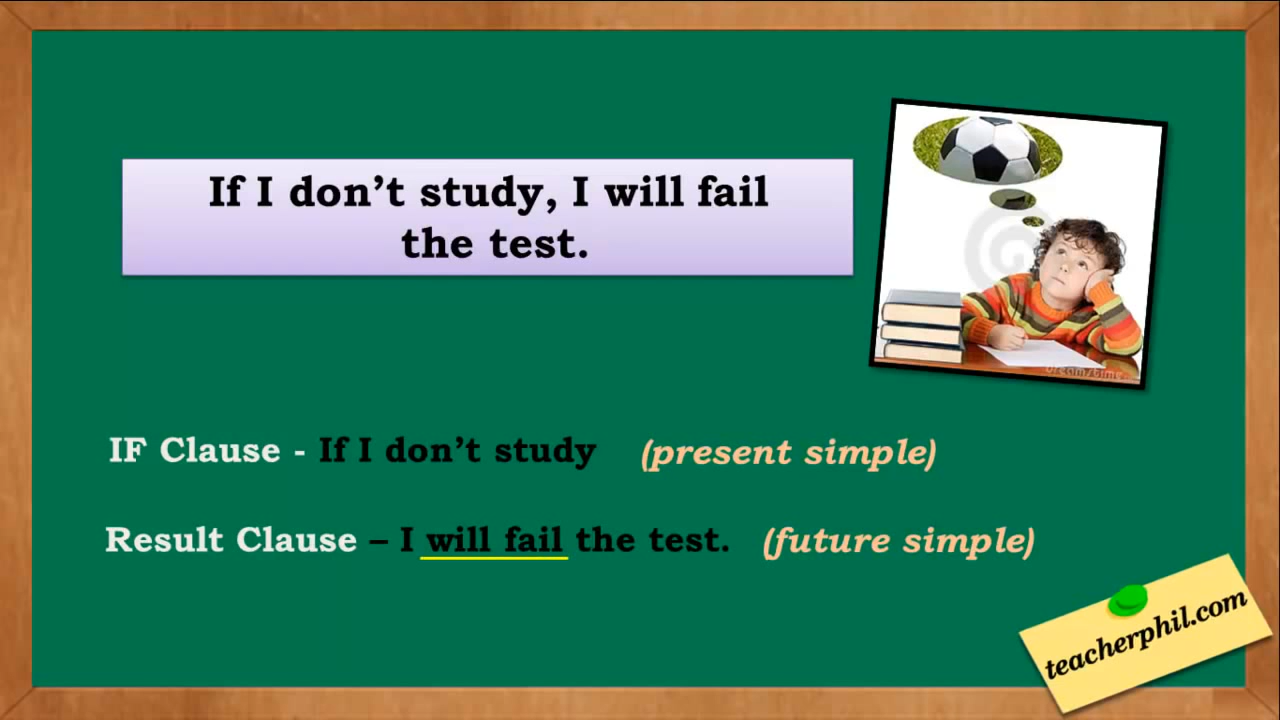 If I don’t study, I will fail
the test.
IF Clause - If I don’t study (present simple)
Result Clause – I will fail the test. (future simple)
dreamstime
teacherphil.com